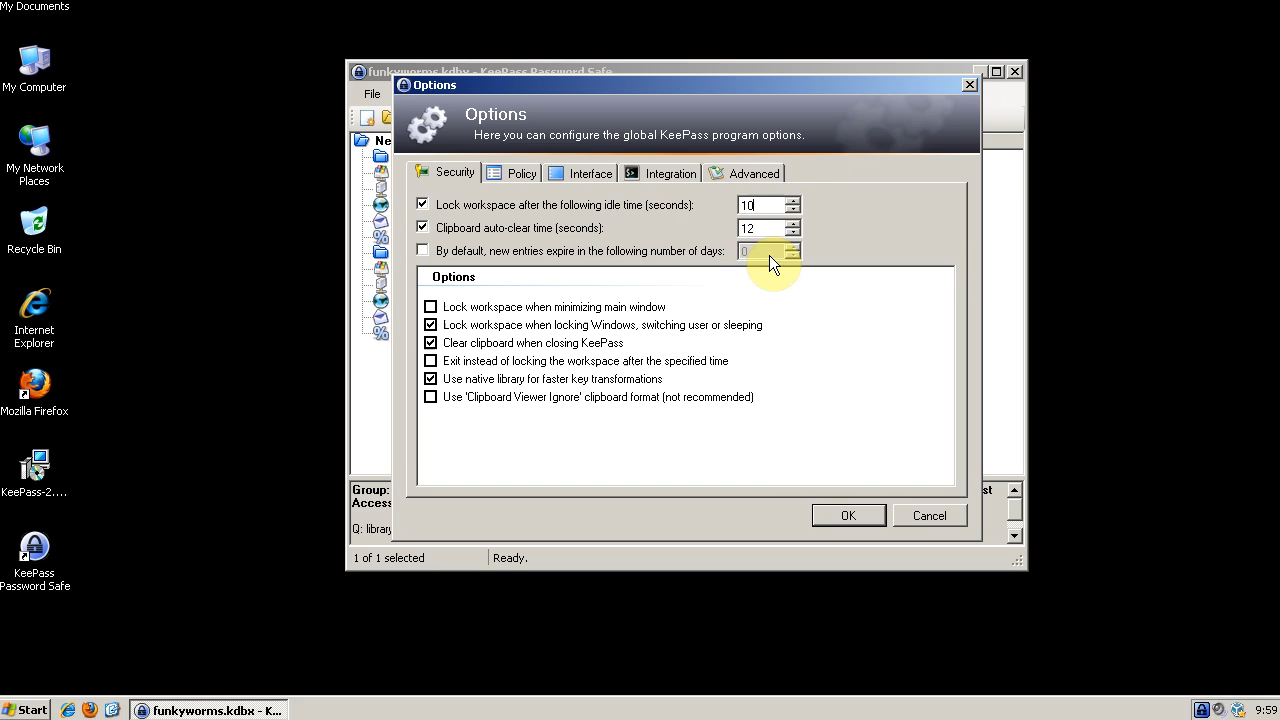 My Documents
My Computer
My Network
Places
Recycle Bin
Internet
Explorer
Mozilla Firefox
KeePass-2....
KeePass
Password Safe
funkyworms.kdbx - KeePass Password Safe
File
Options
Options
Here you can configure the global KeePass program options.
Security
Policy
Interface
Integration
Advanced
Lock workspace after the following idle time (seconds):
10
Clipboard auto-clear time (seconds):
12
By default, new entries expire in the following number of days:
0
Options
Lock workspace when minimizing main window
Lock workspace when locking Windows, switching user or sleeping
Clear clipboard when closing KeePass
Exit instead of locking the workspace after the specified time
Use native library for faster key transformations
Use 'Clipboard Viewer Ignore' clipboard format (not recommended)
OK
Cancel
Ne
Group:
st
Access
Q: library
1 of 1 selected
Ready.
Start
funkyworms.kdbx - K...
9:59